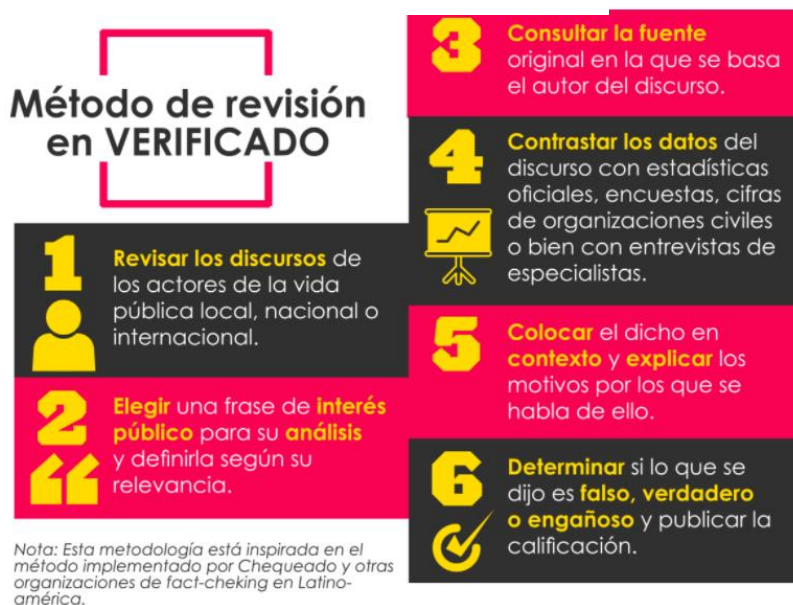 Método de revisión
en VERIFICADO
1
Revisar los discursos de
los actores de la vida
pública local, nacional o
internacional.
2
Elegir una frase de interés
público para su análisis
y definirla según su
relevancia.
Nota: Esta metodología está inspirada en el
método implementado por Chequeado y otras
organizaciones de fact-cheking en Latino-
américa.
3
Consultar la fuente
original en la que se basa
el autor del discurso.
4
Contrastar los datos del
discurso con estadísticas
oficiales, encuestas, cifras
de organizaciones civiles
o bien con entrevistas de
especialistas.
5
Colocar el dicho en
contexto y explicar los
motivos por los que se
habla de ello.
6
Determinar si lo que se
dijo es falso, verdadero
o engañoso y publicar la
calificación.